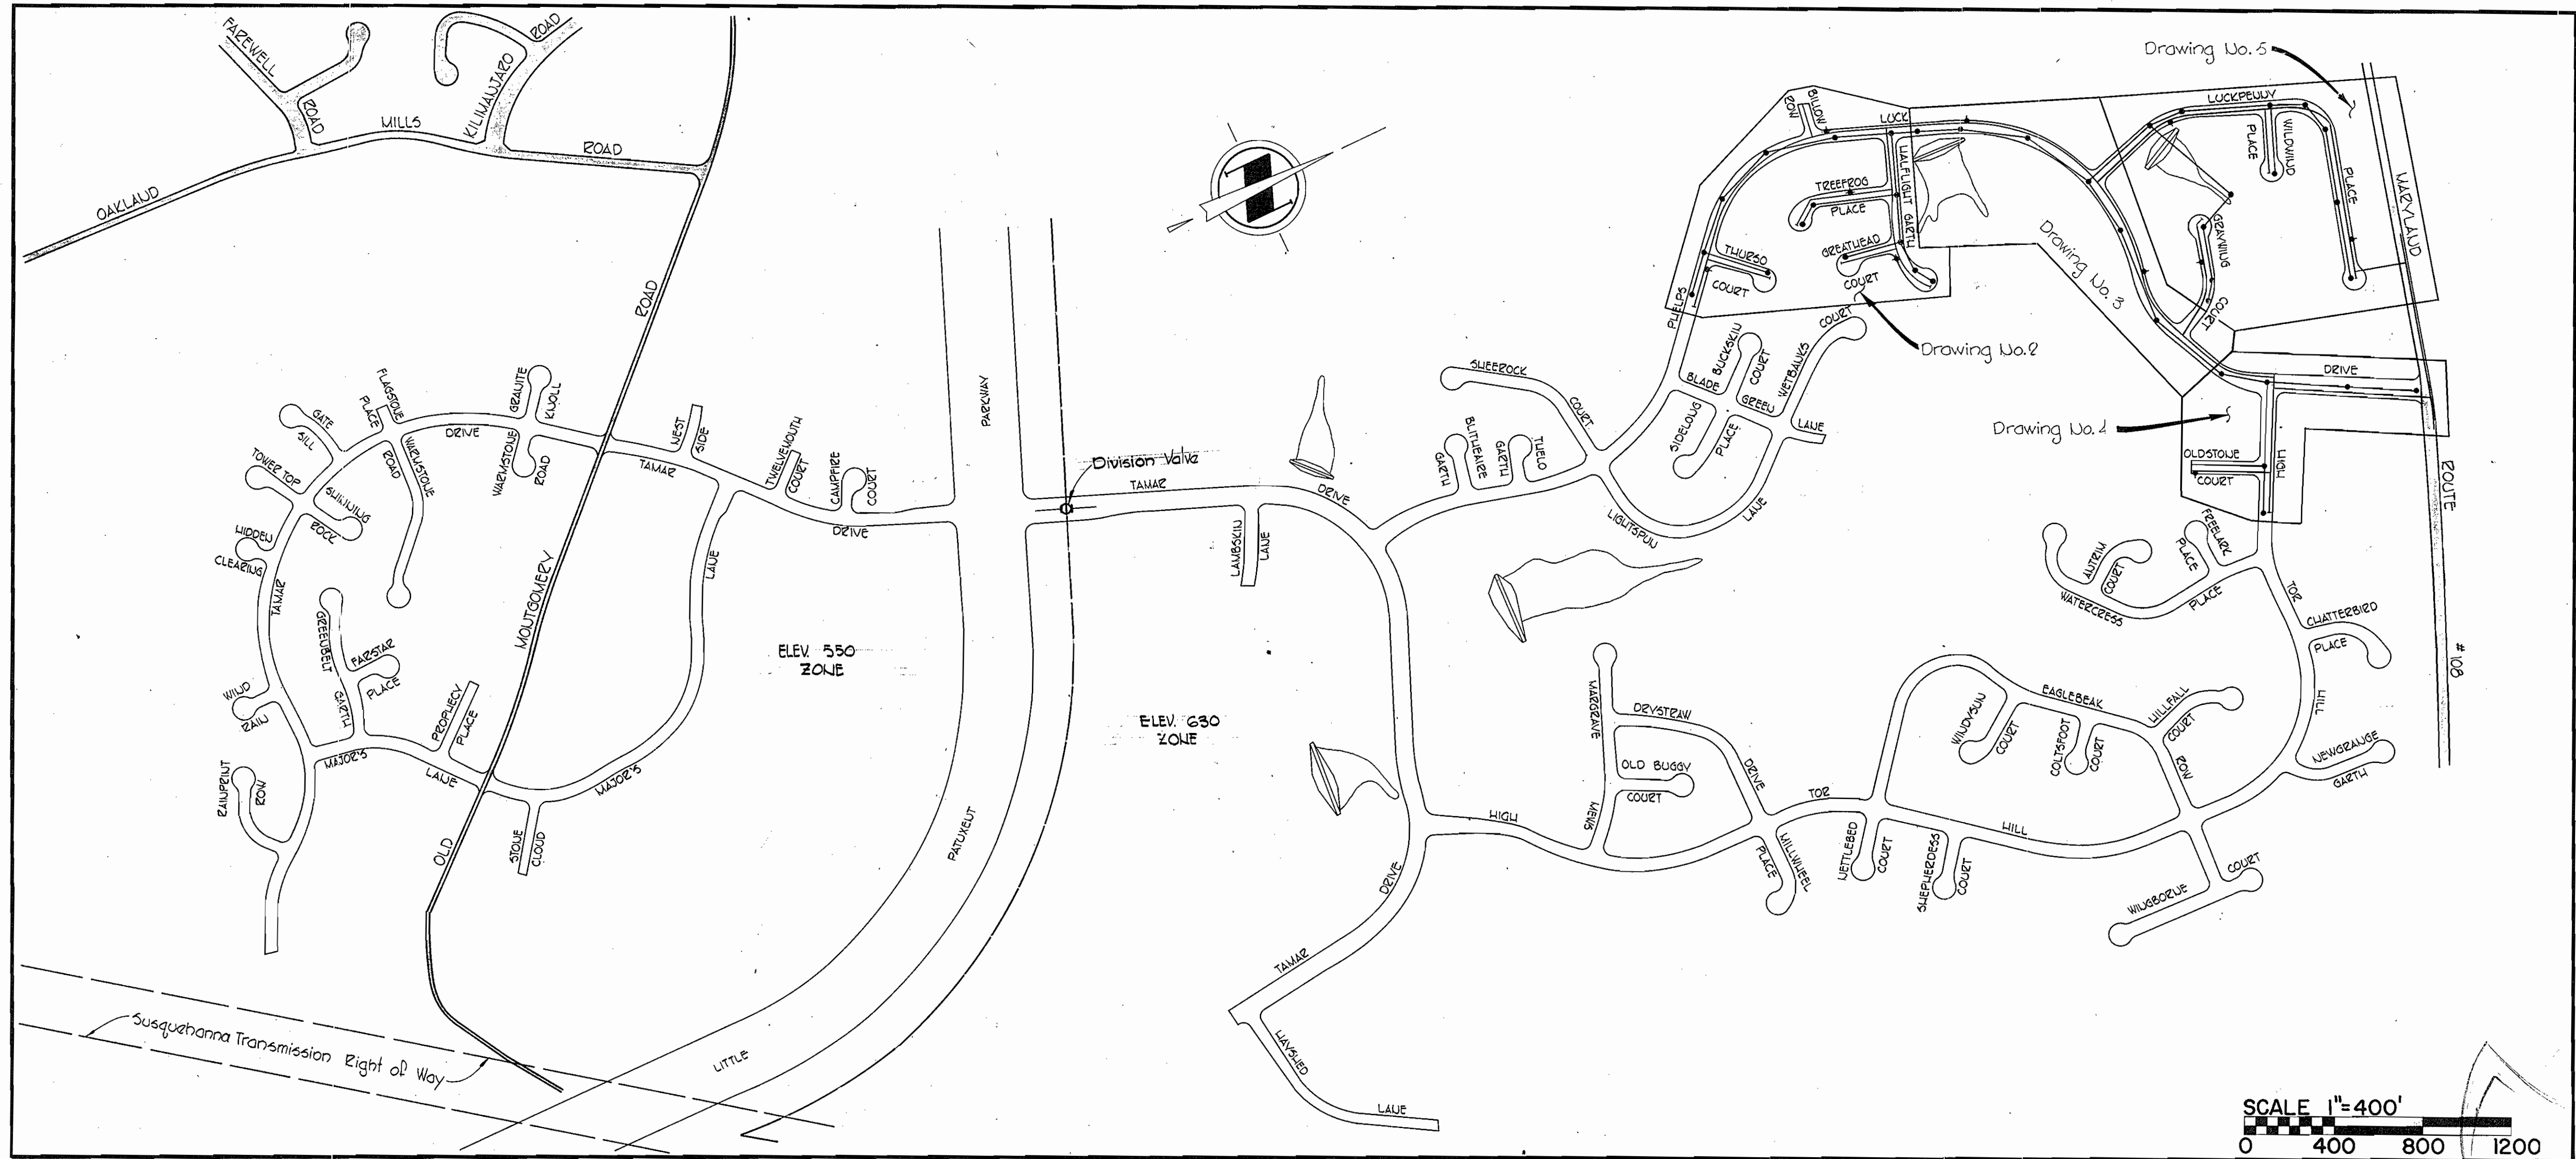 FAREWELL
ROAD
ROAD
KILIMANJARO
MILLS
ROAD
OAKLAND
ROAD
MONTGOMERY
OLD
FLAGSTONE
PLACE
GATE
SILL
TOWER TOP
SHINING
ROCK
HIDDEN
CLEARING
TAMAR
DRIVE
WARMSTONE
ROAD
GRANITE
KNOLL
WARMSTONE
ROAD
GREENBELT
GARTH
FARSTAR
PLACE
WIND
RAIN
MAJOR'S
LANE
PROPHECY
PLACE
RAINPRINT
ROW
STONE
CLOUD
MAJOR'S
LANE
TAMAR
NEST
SIDE
TWELVEMOUTH
COURT
CAMPFIRE
COURT
DRIVE
PARKWAY
PATUXENT
LITTLE
Susquehanna Transmission Right of Way
ELEV. 550
ZONE
ELEV. 630
ZONE
Division Valve
TAMAR
DRIVE
LAMBSKIN
LANE
DRIVE
TAMAR
HAYSHED
LANE
SHEEROCK
COURT
BLITHEAIRE
GARTH
THELO
GARTH
LIGHTSPUN
LANE
SIDELONG
PLACE
BLADE
GREEN
LANE
BUCKSKIN
COURT
WETBANKS
COURT
PHELPS
LUCK
BILLOW
ROW
THURSO
COURT
TREEFROG
PLACE
GREATHEAD
COURT
HALFLIGHT GARTH
Drawing No. 2
Drawing No. 3
Drawing No. 4
Drawing No. 5
LUCKPENNY
PLACE
WILDWIND
PLACE
GRAYWING
COURT
MARYLAND
ROUTE
#108
DRIVE
OLDSTONE
COURT
HIGH
TOR
HILL
FREELARK
PLACE
ANTRIM
COURT
WATERCRESS
PLACE
CHATTERBIRD
PLACE
NEWGRANGE
GARTH
HILLFALL
COURT
EAGLEBEAK
ROW
COLTSFOOT
COURT
WINDYSUN
COURT
MARGRAVE
MEWS
DRYSTRAW
DRIVE
OLD BUGGY
COURT
HIGH
TOR
HILL
MILLWHEEL
PLACE
NETTLEBED
COURT
SHEPHERDESS
COURT
WINGBORNE
COURT
SCALE 1"=400'
0 400 800 1200